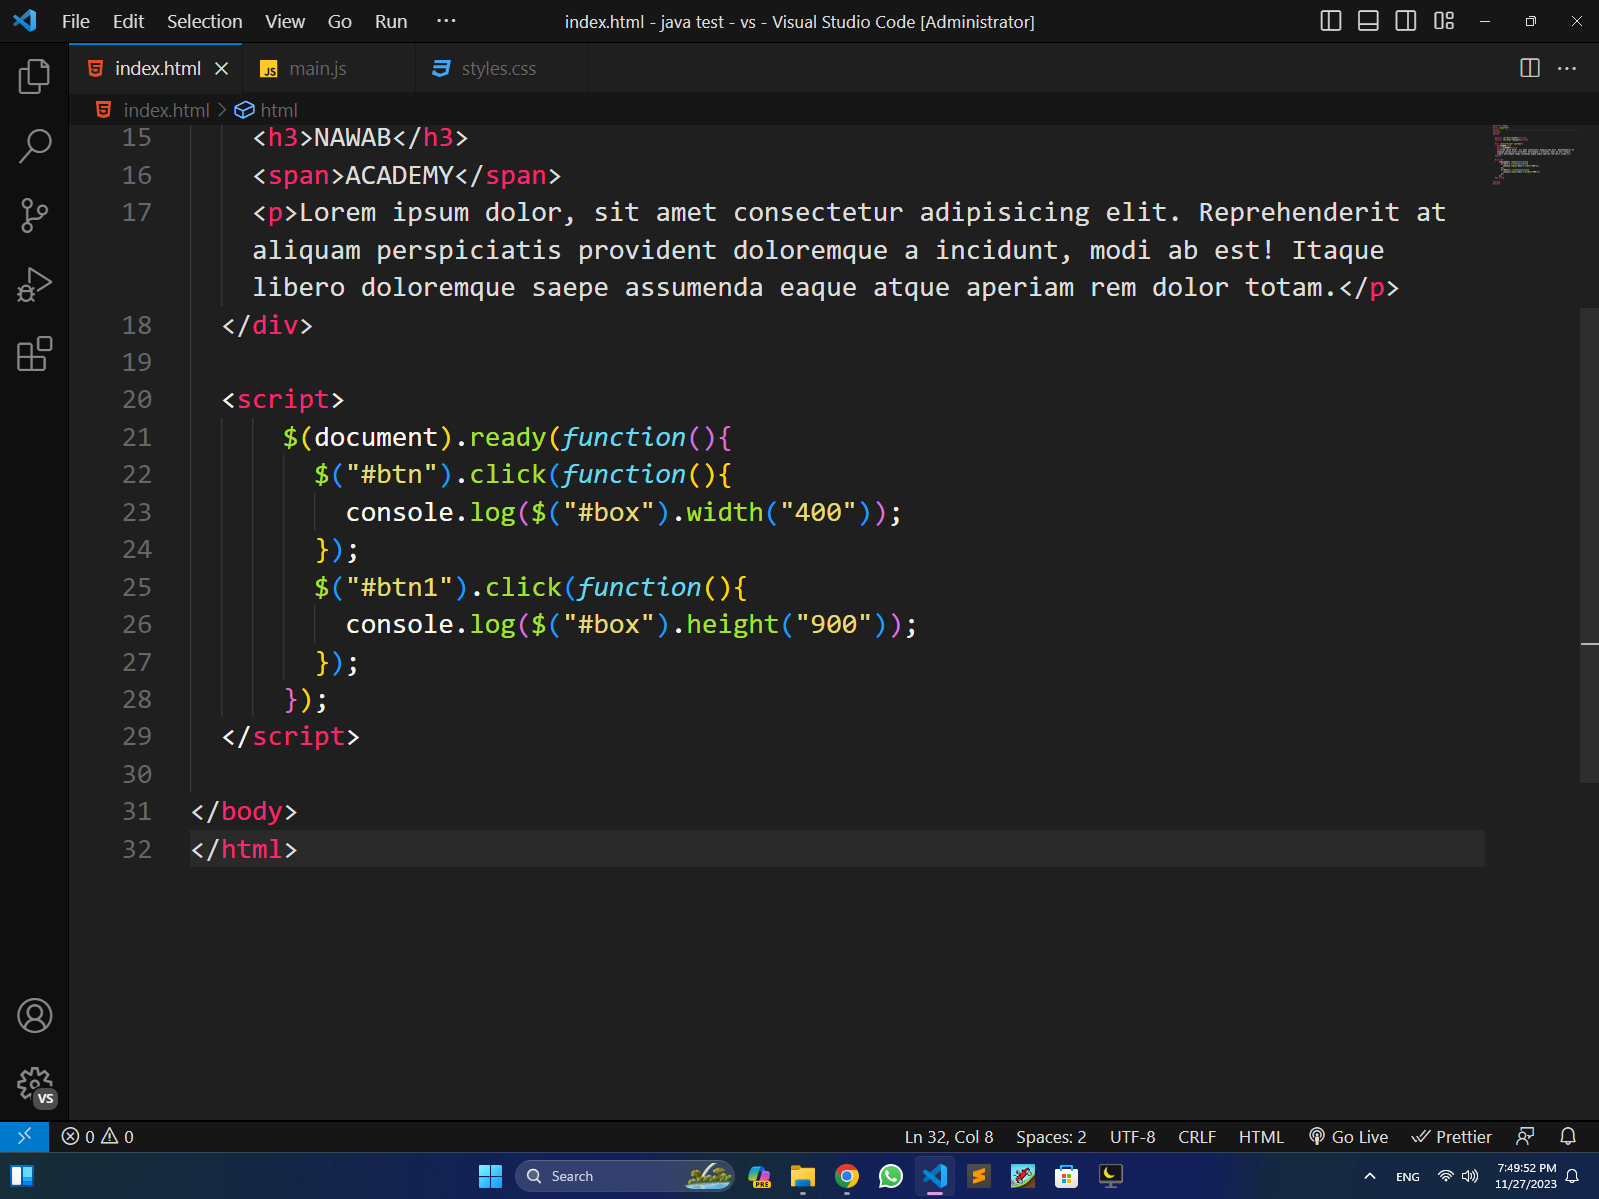 File Edit Selection View Go Run ··· index.html - java test - vs - Visual Studio Code [Administrator]
index.html main.js styles.css
index.html > html
15 <h3>NAWAB</h3>
16 <span>ACADEMY</span>
17 <p>Lorem ipsum dolor, sit amet consectetur adipisicing elit. Reprehenderit at
aliquam perspiciatis provident doloremque a incidunt, modi ab est! Itaque
libero doloremque saepe assumenda eaque atque aperiam rem dolor totam.</p>
18 </div>
19
20 <script>
21 $(document).ready(function(){
22 $("#btn").click(function(){
23 console.log($("#box").width("400"));
24 });
25 $("#btn1").click(function(){
26 console.log($("#box").height("900"));
27 });
28 });
29 </script>
30
31 </body>
32 </html>
VS
0 0 Ln 32, Col 8 Spaces: 2 UTF-8 CRLF HTML Go Live Prettier
Search PRE ENG 7:49:52 PM
11/27/2023